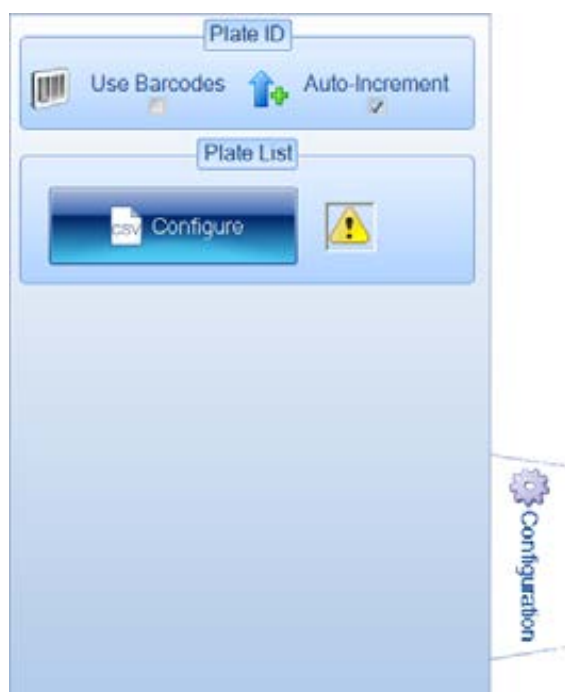 Plate ID
Use Barcodes Auto-Increment
Plate List
CSV Configure
Configuration